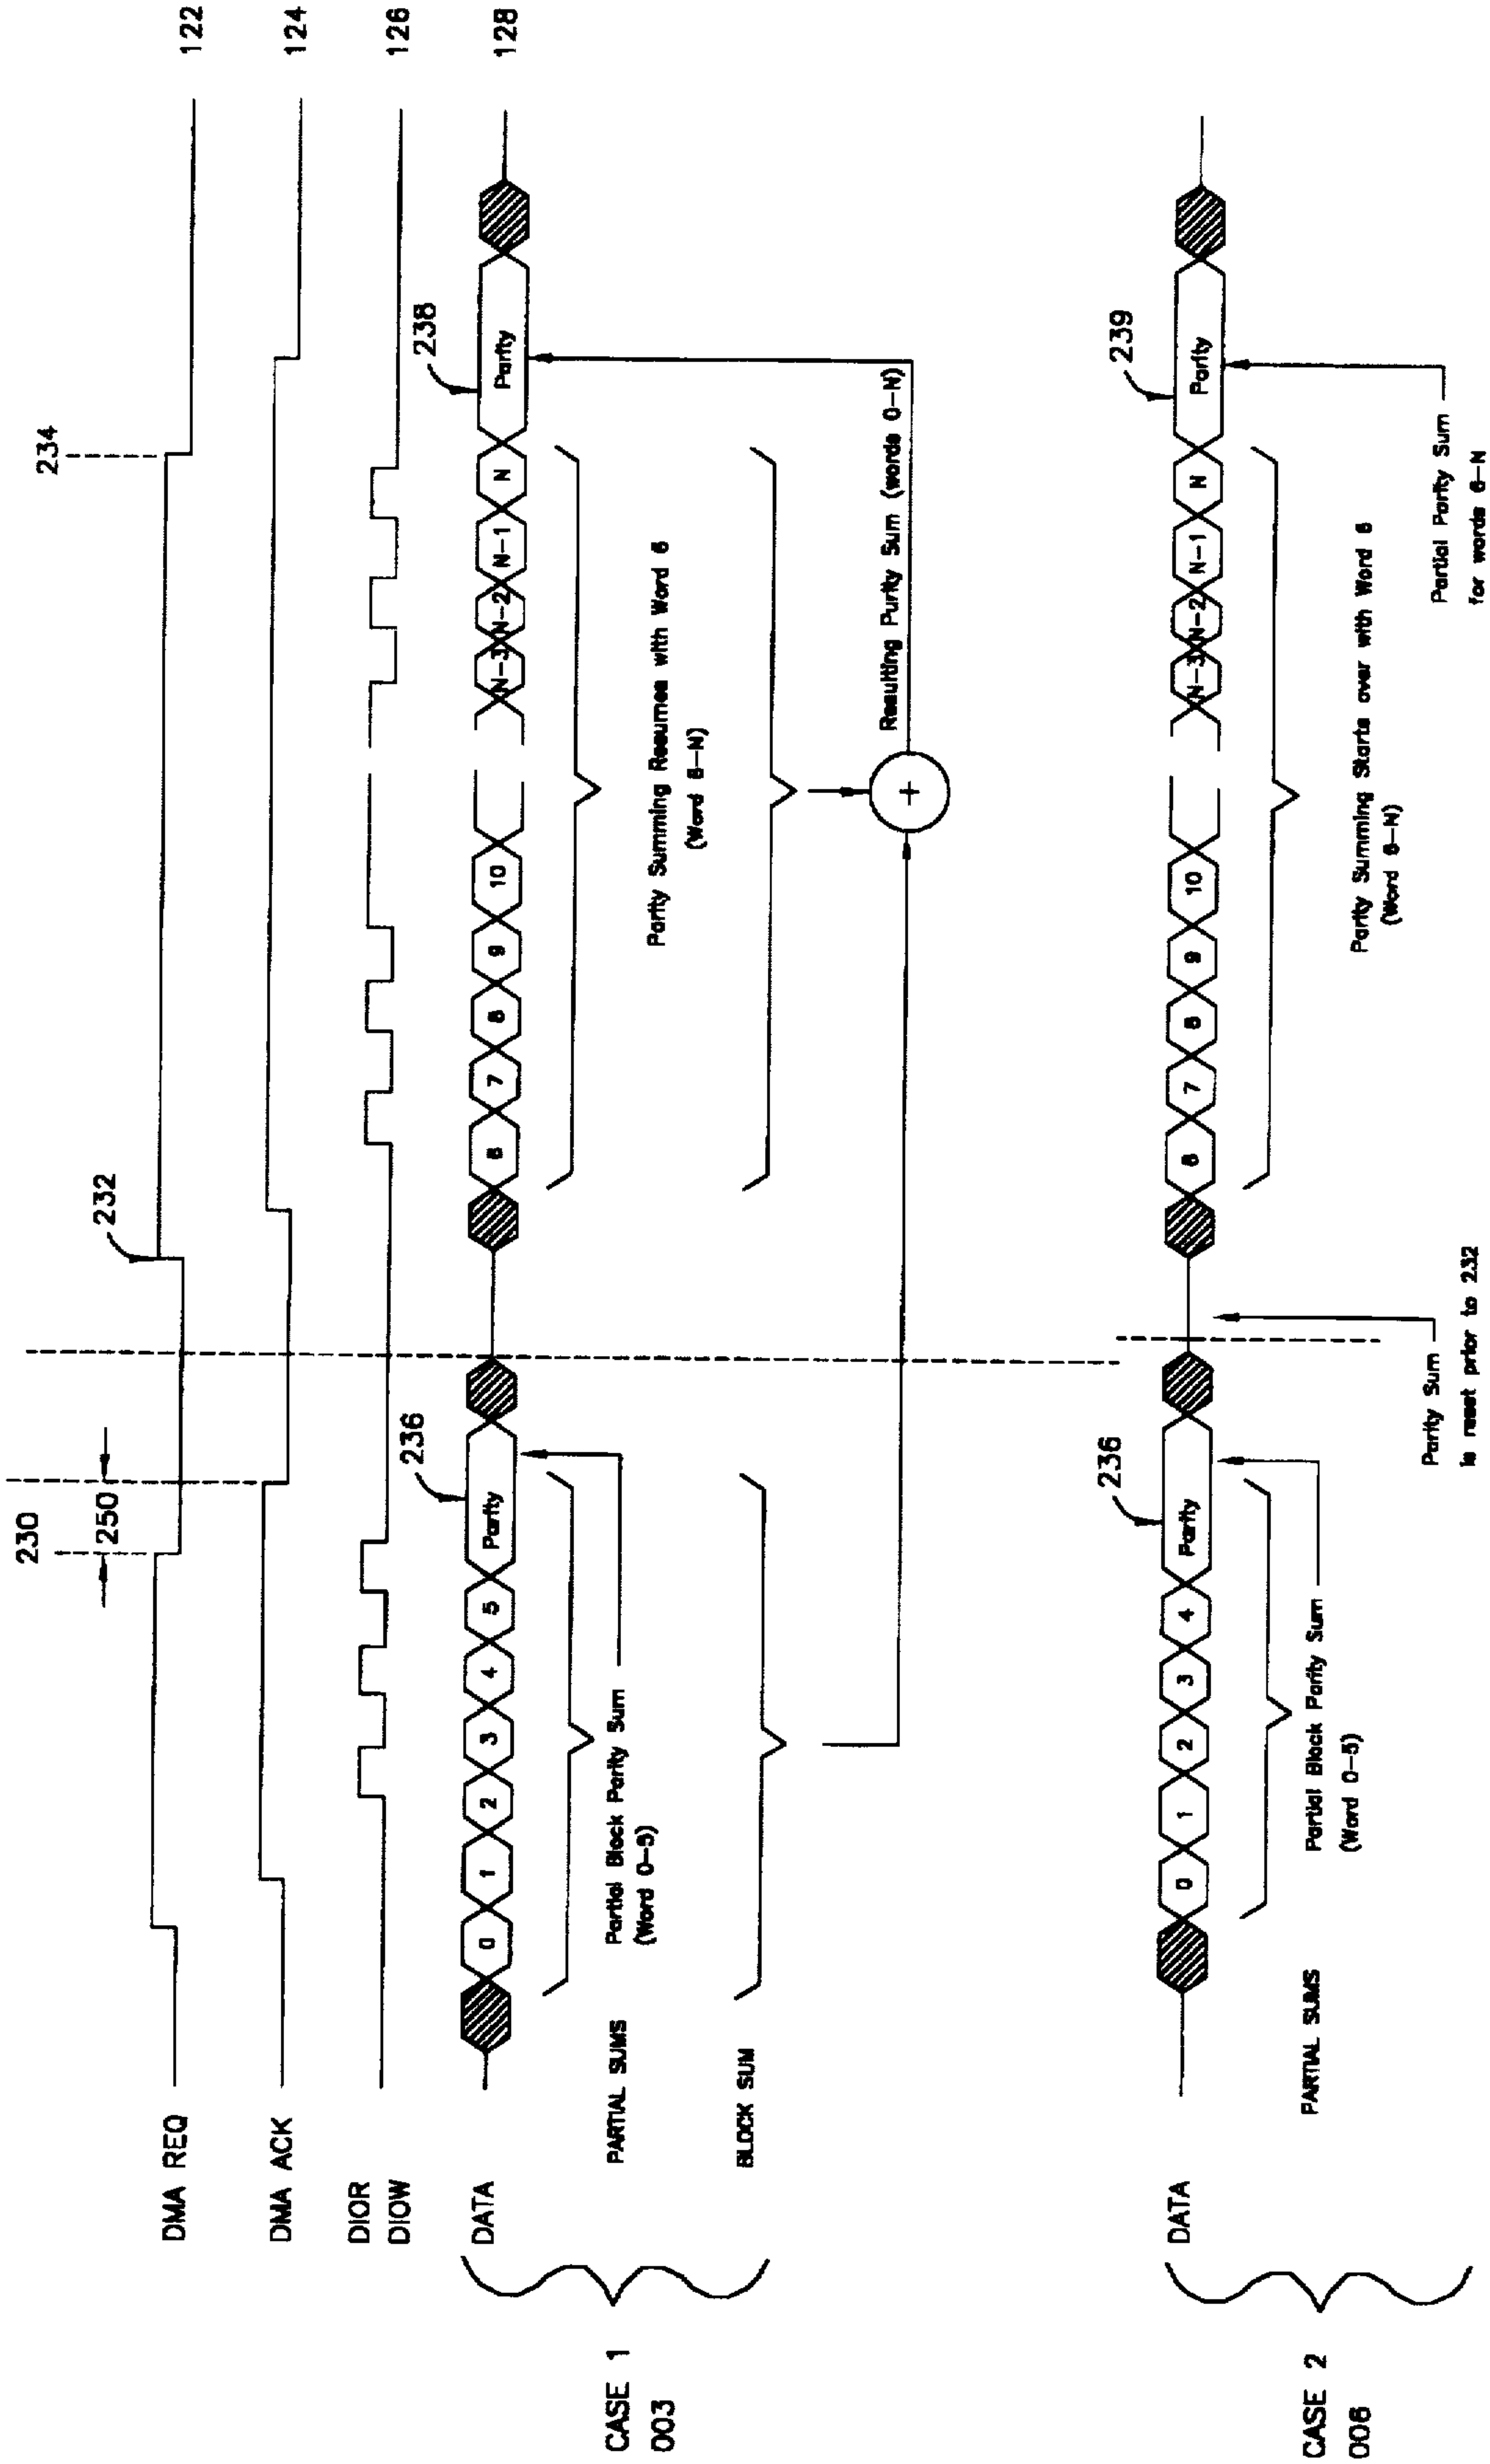 230
250
232
234
DMA REQ
122
DMA ACK
124
DIOR
DIOW
126
236
238
DATA
0
1
2
3
4
5
Parity
6
7
8
9
10
N-3
N-2
N-1
N
Parity
128
CASE 1
003
PARTIAL SUMS
Partial Block Parity Sum
(Word 0-5)
Parity Summing Resumes with Word 6
(Word 6-N)
BLOCK SUM
+
Resulting Purity Sum (words 0-N)
236
239
DATA
0
1
2
3
4
Parity
6
7
8
9
10
N-3
N-2
N-1
N
Parity
CASE 2
006
PARTIAL SUMS
Partial Block Parity Sum
(Word 0-5)
Parity Summing Starts over with Word 6
(Word 6-N)
Parity Sum
is reset prior to 232
Partial Parity Sum
for words 6-N